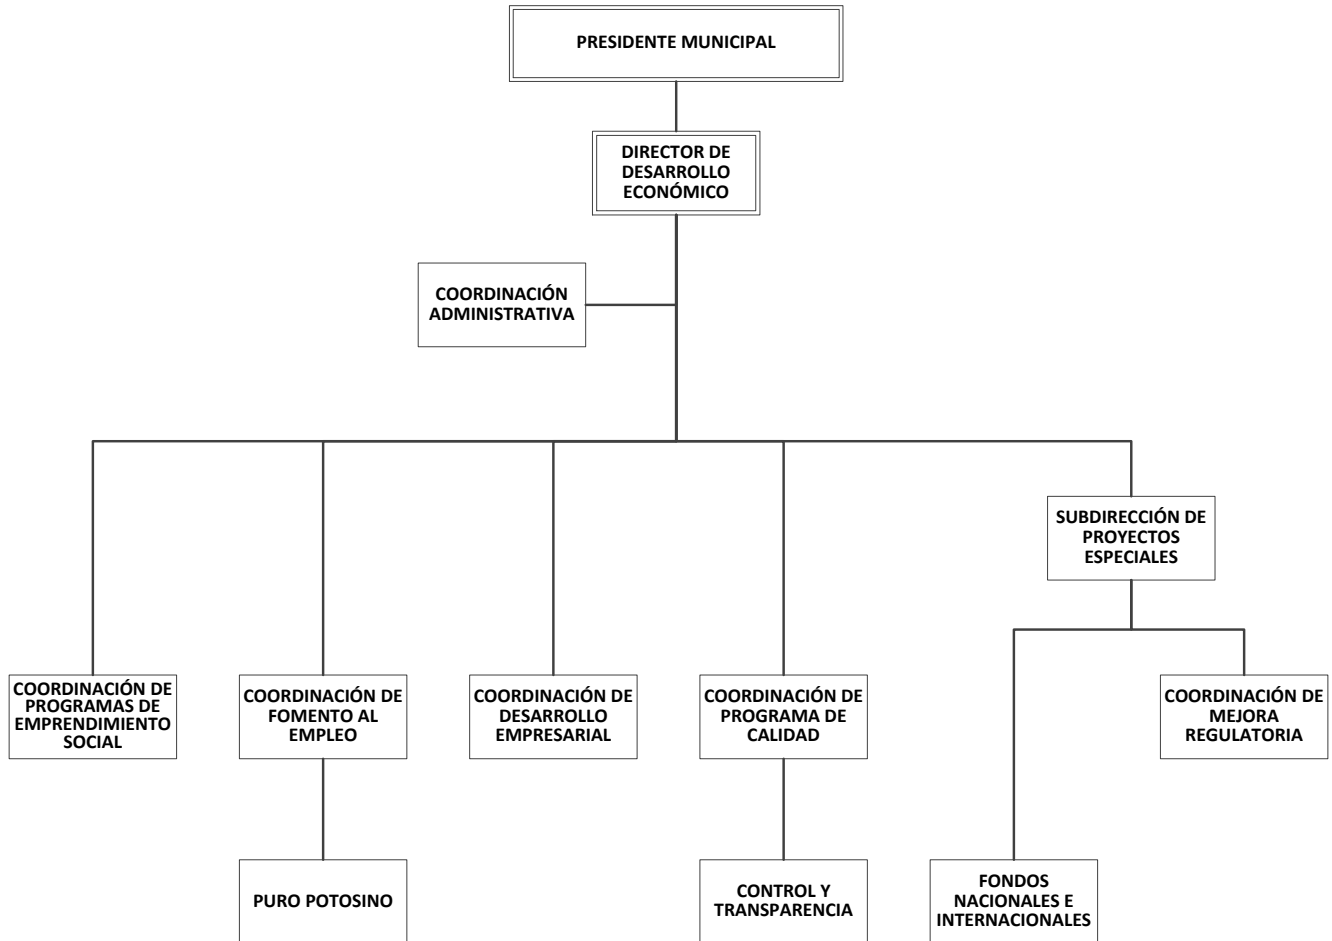 PRESIDENTE MUNICIPAL
DIRECTOR DE
DESARROLLO
ECONÓMICO
COORDINACIÓN
ADMINISTRATIVA
SUBDIRECCIÓN DE
PROYECTOS
ESPECIALES
COORDINACIÓN DE
PROGRAMAS DE
EMPRENDIMIENTO
SOCIAL
COORDINACIÓN DE
FOMENTO AL
EMPLEO
COORDINACIÓN DE
DESARROLLO
EMPRESARIAL
COORDINACIÓN DE
PROGRAMA DE
CALIDAD
COORDINACIÓN DE
MEJORA
REGULATORIA
PURO POTOSINO
CONTROL Y
TRANSPARENCIA
FONDOS
NACIONALES E
INTERNACIONALES